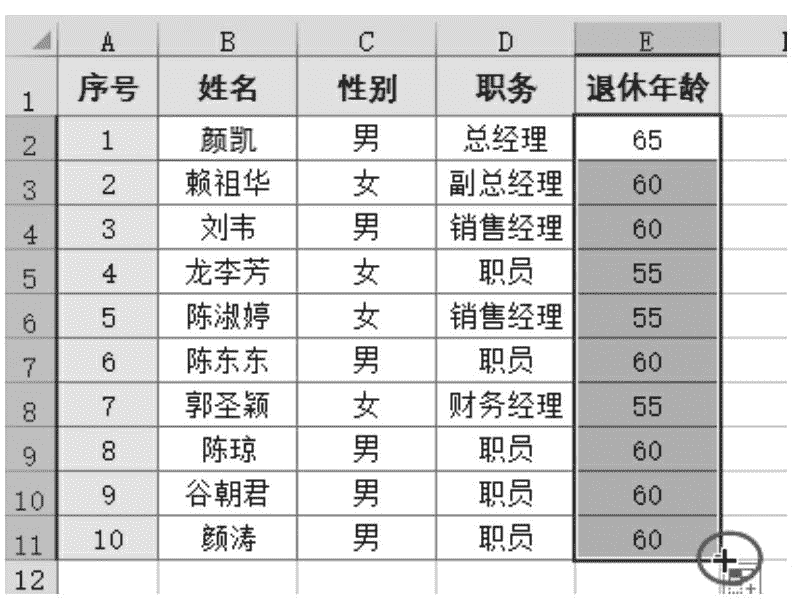 A B C D E
1 序号 姓名 性别 职务 退休年龄
2 1 颜凯 男 总经理 65
3 2 赖祖华 女 副总经理 60
4 3 刘韦 男 销售经理 60
5 4 龙李芳 女 职员 55
6 5 陈淑婷 女 销售经理 55
7 6 陈东东 男 职员 60
8 7 郭圣颖 女 财务经理 55
9 8 陈琼 男 职员 60
10 9 谷朝君 男 职员 60
11 10 颜涛 男 职员 60
12